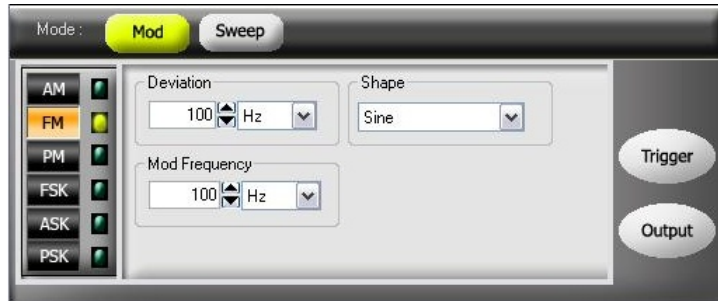 Mode :
Mod
Sweep
AM
FM
PM
FSK
ASK
PSK
Deviation
100 Hz
Shape
Sine
Mod Frequency
100 Hz
Trigger
Output